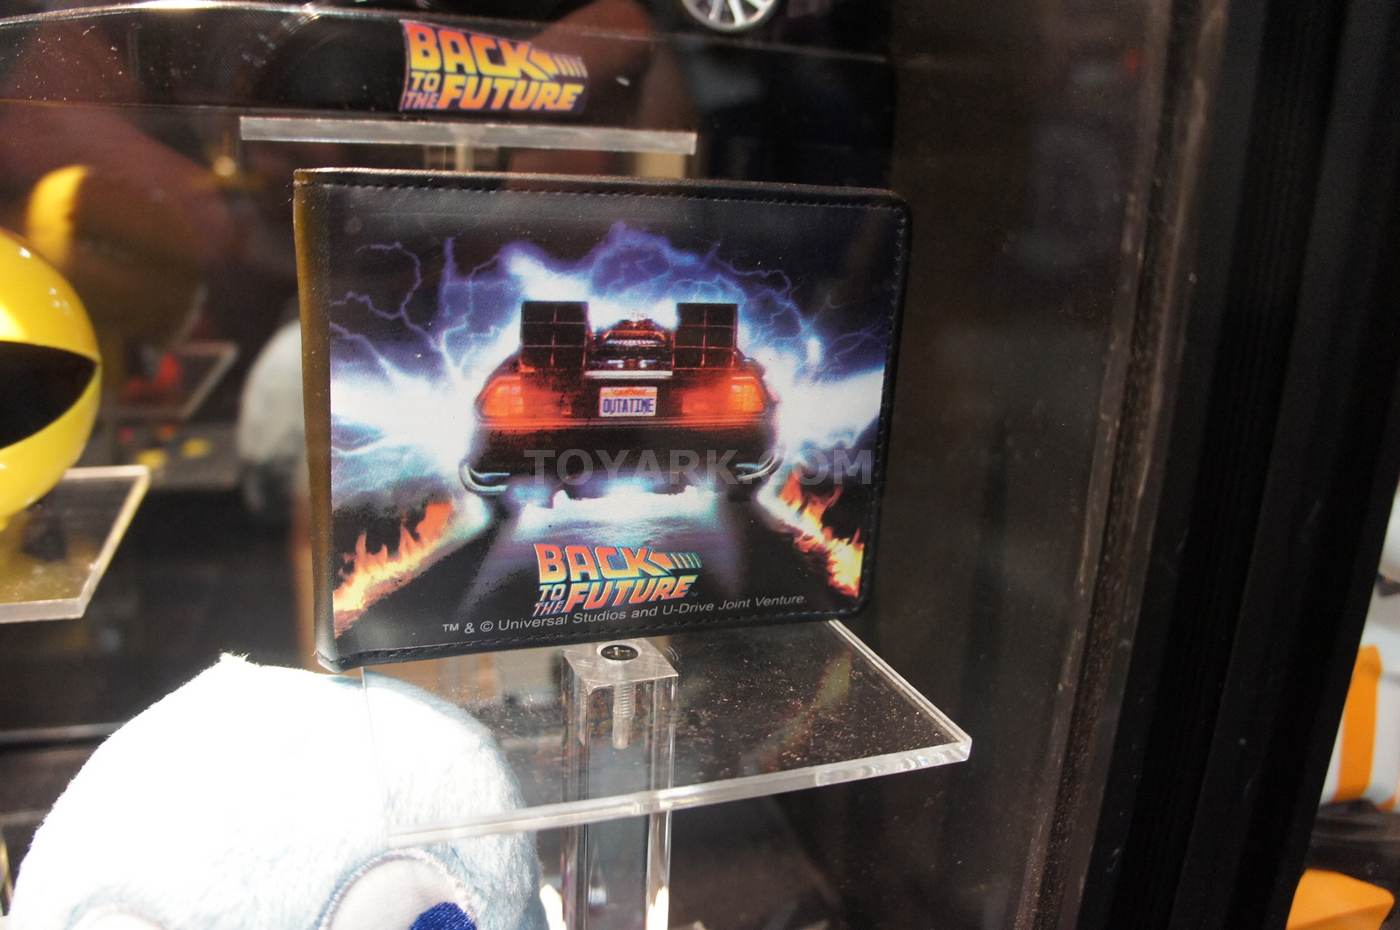 BACK
TO
THE FUTURE
OUTATIME
TOYARK.COM
BACK
TO
THE FUTURE
™ & © Universal Studios and U-Drive Joint Venture.